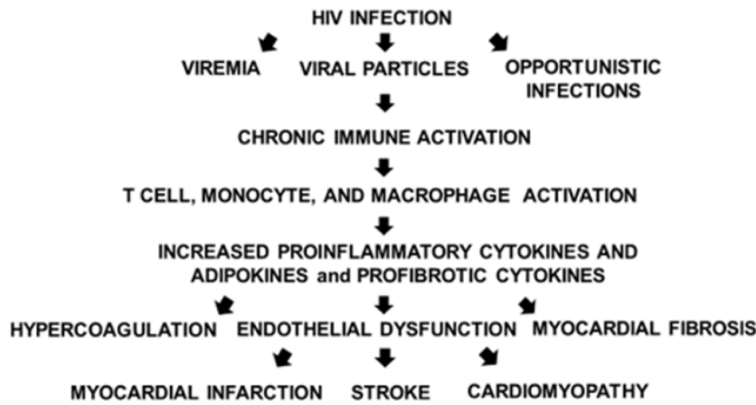 HIV INFECTION
VIREMIA VIRAL PARTICLES OPPORTUNISTIC
INFECTIONS
CHRONIC IMMUNE ACTIVATION
T CELL, MONOCYTE, AND MACROPHAGE ACTIVATION
INCREASED PROINFLAMMATORY CYTOKINES AND
ADIPOKINES and PROFIBROTIC CYTOKINES
HYPERCOAGULATION ENDOTHELIAL DYSFUNCTION MYOCARDIAL FIBROSIS
MYOCARDIAL INFARCTION STROKE CARDIOMYOPATHY